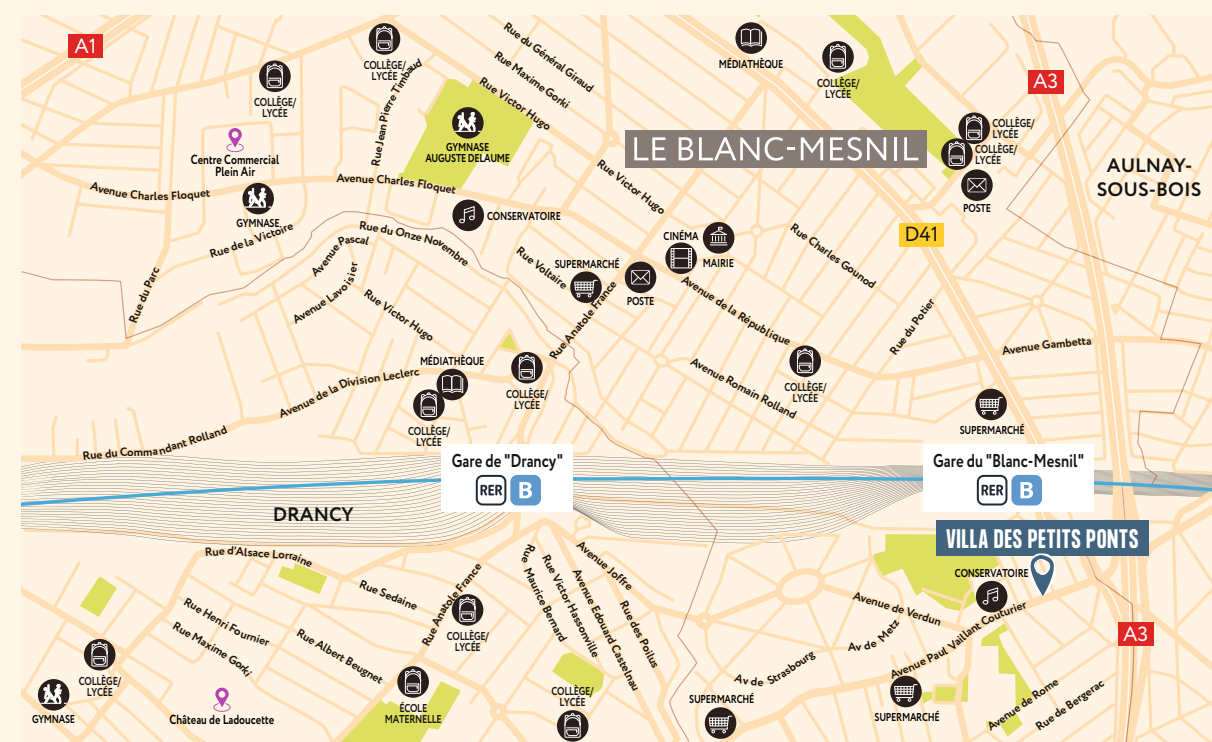 A1
COLLÈGE/
LYCÉE
Rue du Général Giraud
MÉDIATHÈQUE
COLLÈGE/
LYCÉE
A3
COLLÈGE/
LYCÉE
Rue Jean Pierre Timbaud
Rue Maxime Gorki
Rue Victor Hugo
Centre Commercial
Plein Air
GYMNASE
AUGUSTE DELAUME
LE BLANC-MESNIL
COLLÈGE/
LYCÉE
COLLÈGE/
LYCÉE
AULNAY-
SOUS-BOIS
Avenue Charles Floquet
Avenue Charles Floquet
Rue Victor Hugo
POSTE
GYMNASE
CONSERVATOIRE
Rue de la Victoire
Avenue Pascal
Rue du Onze Novembre
CINÉMA
MAIRIE
Rue Charles Gounod
D41
Rue du Parc
Avenue Lavoisier
Rue Voltaire
SUPERMARCHÉ
POSTE
Rue Victor Hugo
Rue Anatole France
Avenue de la République
Rue du Potier
Avenue Gambetta
MÉDIATHÈQUE
Avenue de la Division Leclerc
COLLÈGE/
LYCÉE
Avenue Romain Rolland
COLLÈGE/
LYCÉE
COLLÈGE/
LYCÉE
SUPERMARCHÉ
Rue du Commandant Rolland
Gare de "Drancy"
RER B
Gare du "Blanc-Mesnil"
RER B
DRANCY
VILLA DES PETITS PONTS
Rue d'Alsace Lorraine
Rue Sedaine
Rue Anatole France
Rue Maurice Bernard
Rue Victor Hassonville
Avenue Edouard Castelnau
Avenue Joffre
Rue des Poilus
CONSERVATOIRE
Avenue de Verdun
Av de Metz
Avenue Paul Vaillant Couturier
A3
Rue Henri Fournier
Rue Maxime Gorki
Rue Albert Beugnet
COLLÈGE/
LYCÉE
Av de Strasbourg
COLLÈGE/
LYCÉE
GYMNASE
Château de Ladoucette
ÉCOLE
MATERNELLE
COLLÈGE/
LYCÉE
SUPERMARCHÉ
SUPERMARCHÉ
Avenue de Rome
Rue de Bergerac